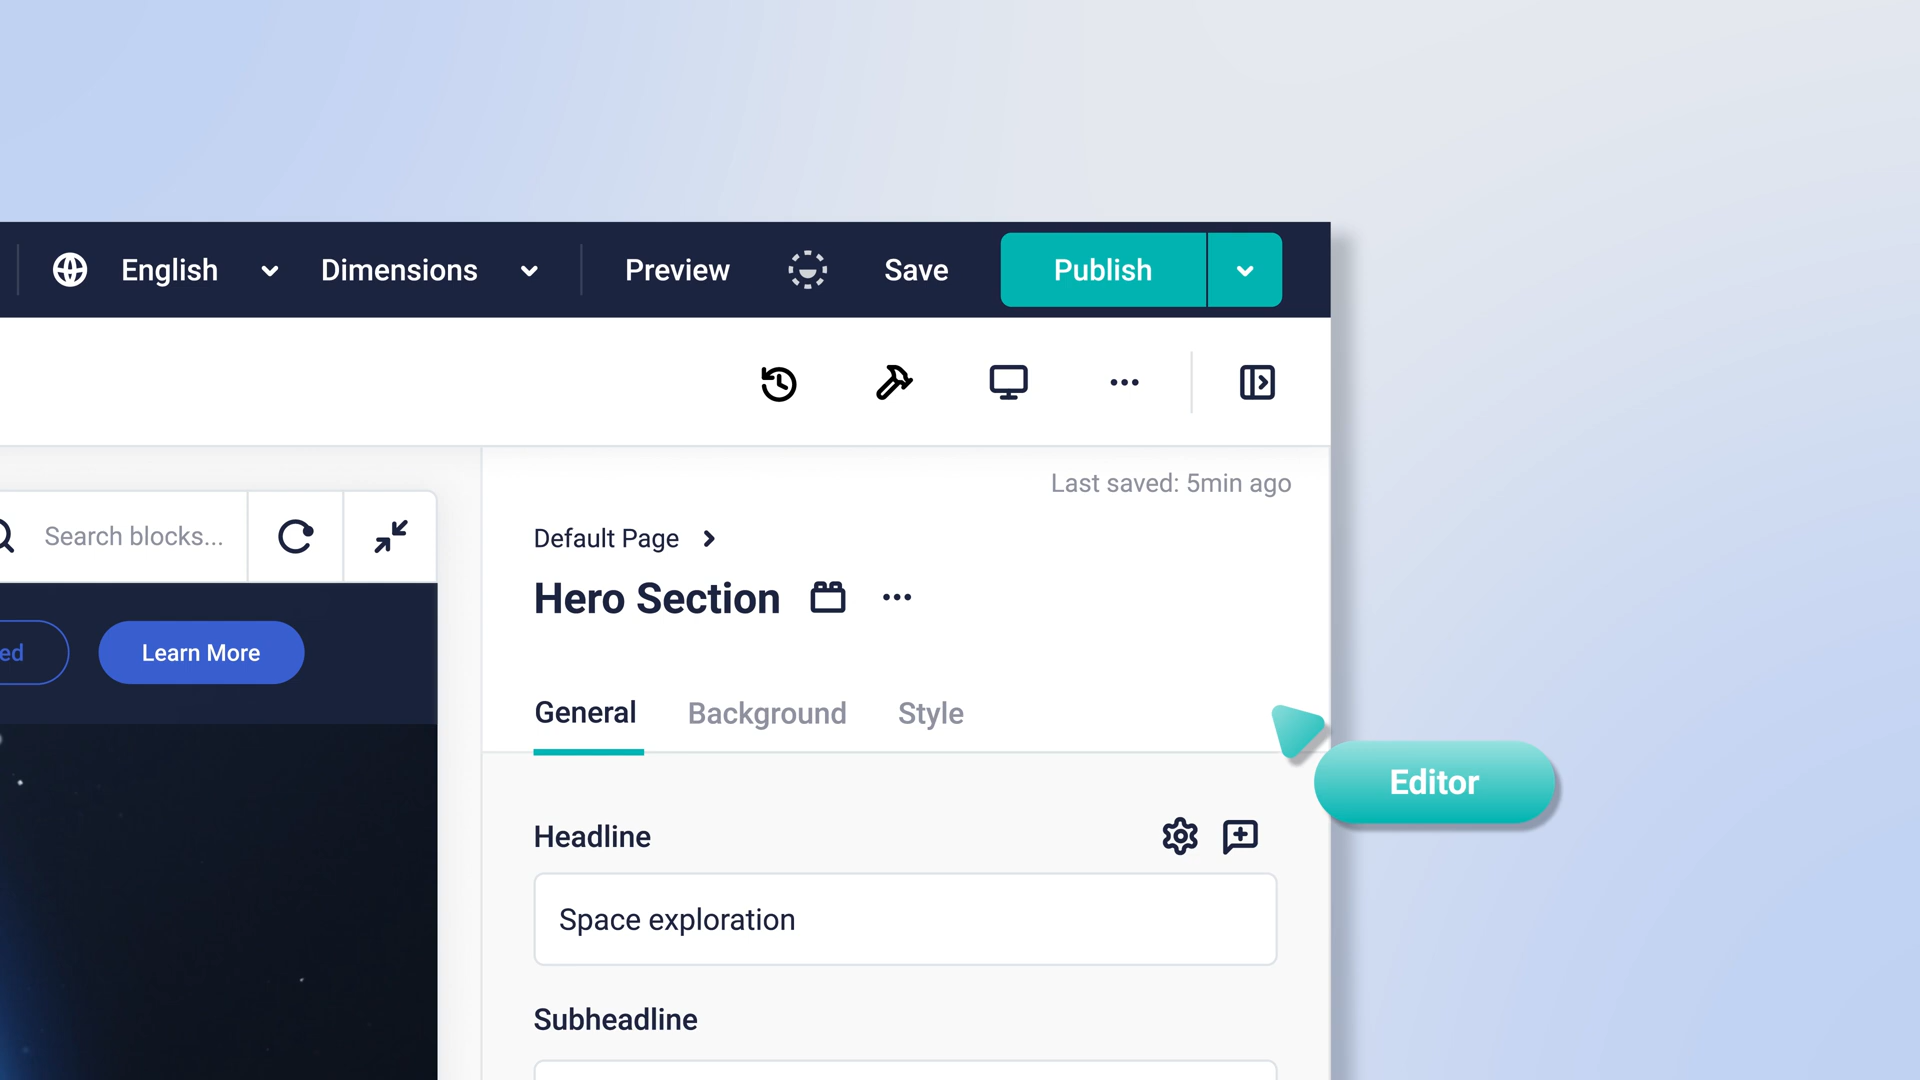 English
Dimensions
Preview
Save
Publish
Last saved: 5min ago
Search blocks...
Default Page
Hero Section
ed
Learn More
General
Background
Style
Editor
Headline
Space exploration
Subheadline